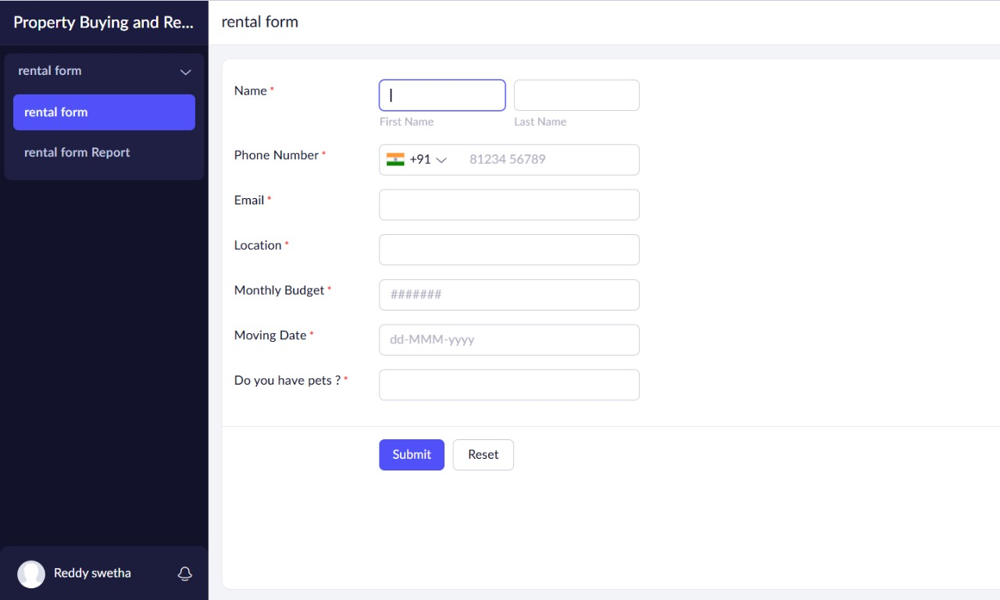 Property Buying and Re...
rental form
rental form
rental form Report
Reddy swetha
rental form
Name *
First Name
Last Name
Phone Number *
+91
81234 56789
Email *
Location *
Monthly Budget *
#######
Moving Date *
dd-MMM-yyyy
Do you have pets ? *
Submit
Reset